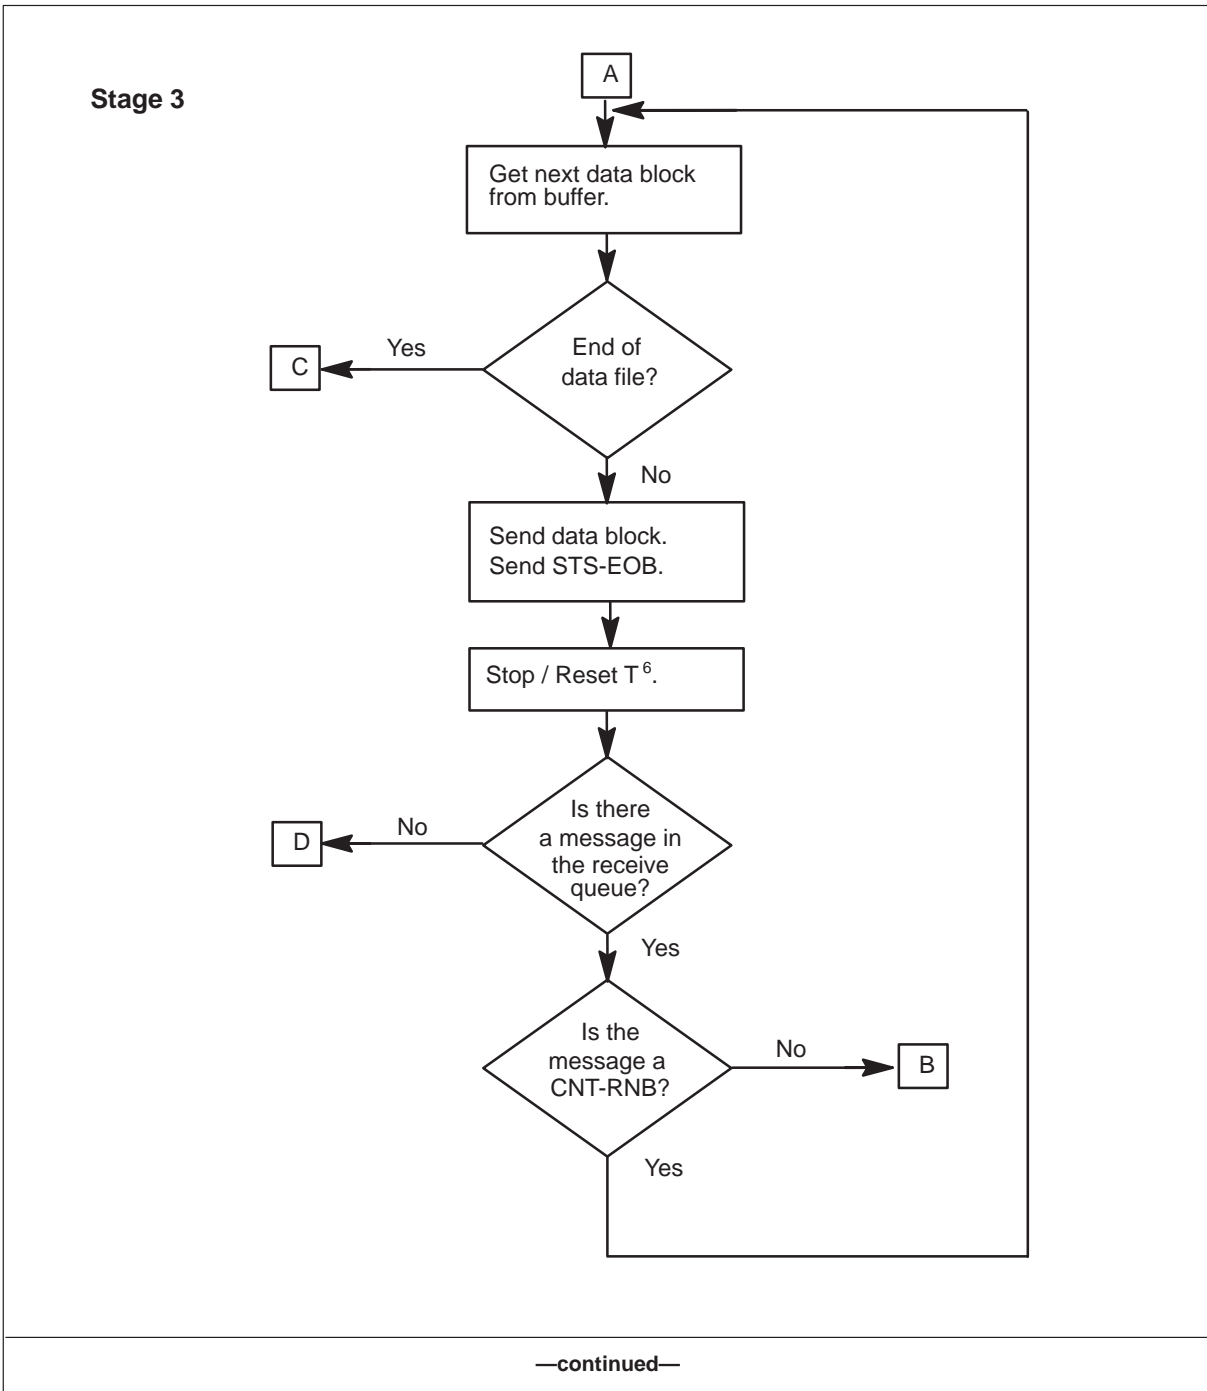 Stage 3
A
Get next data block
from buffer.
End of
data file?
Yes
C
No
Send data block.
Send STS-EOB.
Stop / Reset T⁶.
Is there
a message in
the receive
queue?
No
D
Yes
Is the
message a
CNT-RNB?
No
B
Yes
—continued—